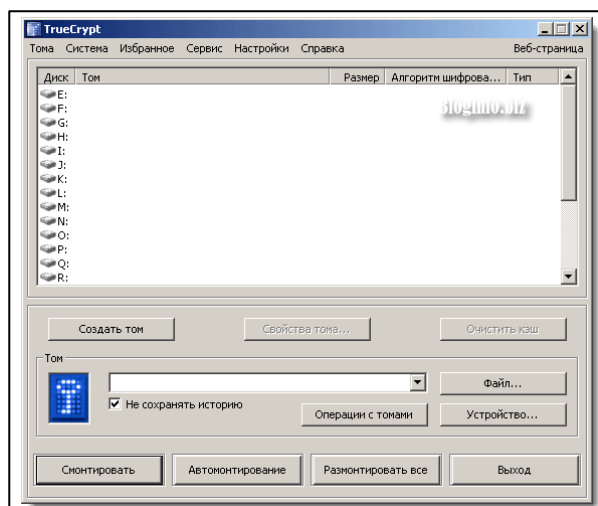 TrueCrypt
Тома Система Избранное Сервис Настройки Справка Веб-страница
Диск Том Размер Алгоритм шифрова... Тип
E:
F:
G:
H:
I:
J:
K:
L:
M:
N:
O:
P:
Q:
R:
Создать том Свойства тома... Очистить кэш
Том
Файл...
Не сохранять историю
Операции с томами Устройство...
Смонтировать Автомонтирование Размонтировать все Выход